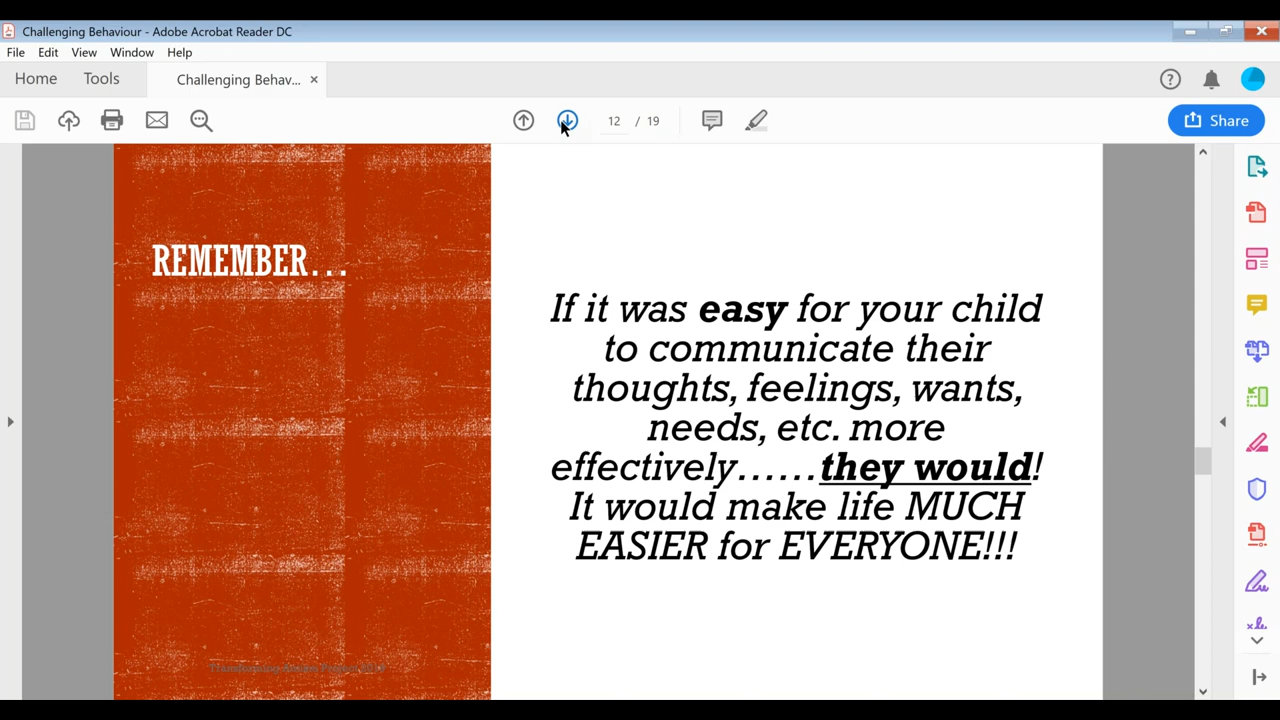 Challenging Behaviour - Adobe Acrobat Reader DC
File Edit View Window Help
Home Tools Challenging Behav... ×
12 / 19
Share
REMEMBER...
If it was easy for your child
to communicate their
thoughts, feelings, wants,
needs, etc. more
effectively......they would!
It would make life MUCH
EASIER for EVERYONE!!!